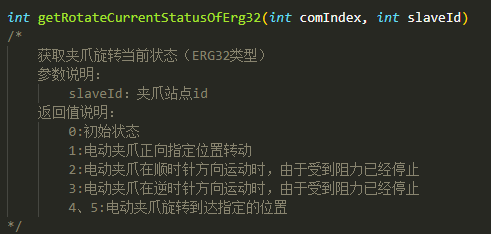 int getRotateCurrentStatusOfErg32(int comIndex, int slaveId)
/*
获取夹爪旋转当前状态（ERG32类型）
参数说明：
slaveId：夹爪站点id
返回值说明：
0:初始状态
1:电动夹爪正向指定位置转动
2:电动夹爪在顺时针方向运动时，由于受到阻力已经停止
3:电动夹爪在逆时针方向运动时，由于受到阻力已经停止
4、5:电动夹爪旋转到达指定的位置
*/